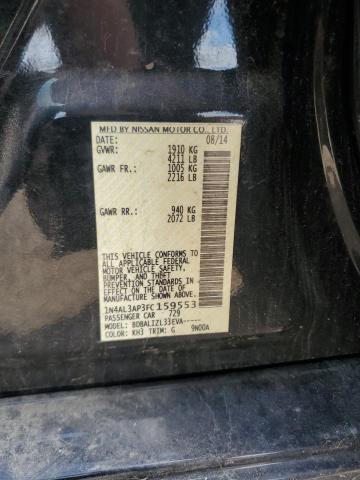 MFD BY NISSAN MOTOR CO., LTD.
DATE: 08/14
GVWR: 1910 KG
4211 LB
GAWR FR: 1005 KG
2216 LB
GAWR RR: 940 KG
2072 LB
THIS VEHICLE CONFORMS TO
ALL APPLICABLE FEDERAL
MOTOR VEHICLE SAFETY,
BUMPER, AND THEFT
PREVENTION STANDARDS
IN EFFECT ON THE DATE OF
MANUFACTURE SHOWN ABOVE.
1N4AL3AP3FC159553
PASSENGER CAR 729
MODEL: BDBALIZL33EVA-----
COLOR: KH3 TRIM: G 9N00A